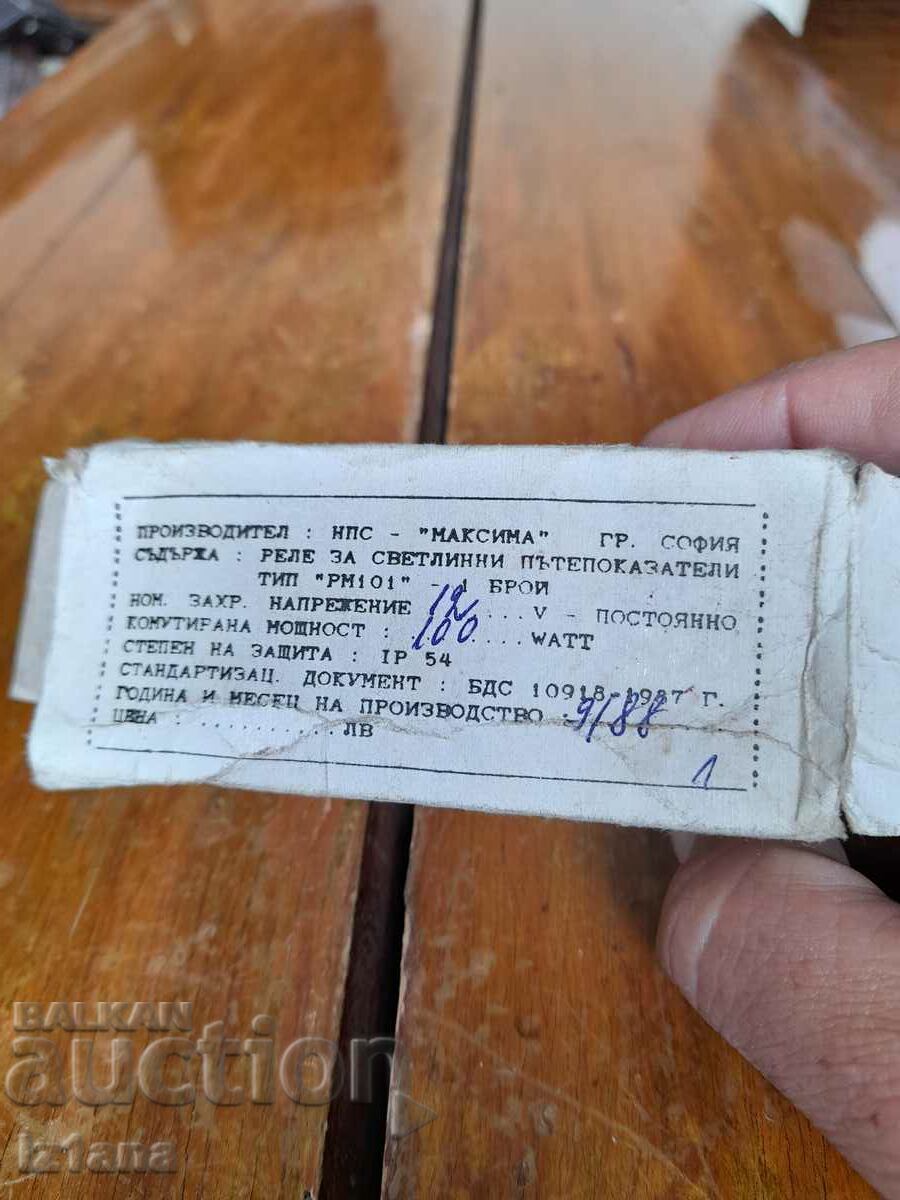 ПРОИЗВОДИТЕЛ : НПС - "МАКСИМА" ГР. СОФИЯ
СЪДЪРЖА : РЕЛЕ ЗА СВЕТЛИННИ ПЪТЕПОКАЗАТЕЛИ
ТИП "РМ101" - 1 БРОЙ
НОМ. ЗАХР. НАПРЕЖЕНИЕ 12....V - ПОСТОЯННО
КОМУТИРАНА МОЩНОСТ : .100....WATT
СТЕПЕН НА ЗАЩИТА : IP 54
СТАНДАРТИЗАЦ. ДОКУМЕНТ : БДС 10918-1987 Г.
ГОДИНА И МЕСЕЦ НА ПРОИЗВОДСТВО : 9/88
ЦЕНА : ...........ЛВ
1
BALKAN
auction
iz1ana